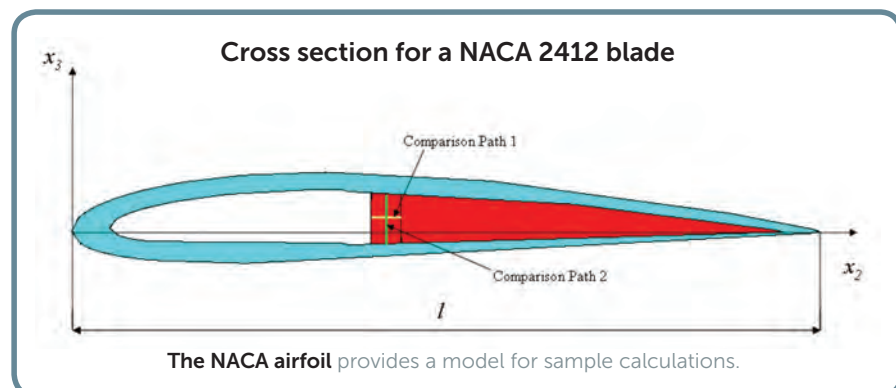 Cross section for a NACA 2412 blade
x3
Comparison Path 1
Comparison Path 2
x2
l
The NACA airfoil provides a model for sample calculations.